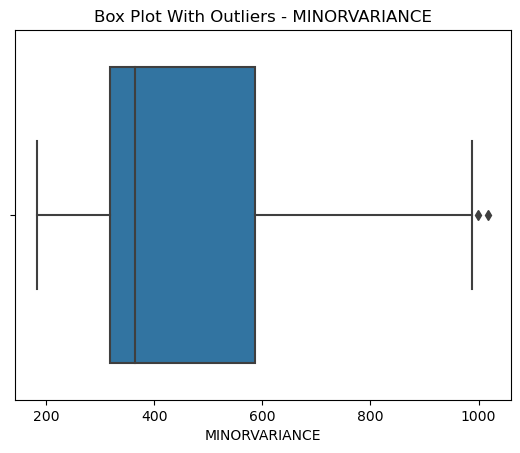 Box Plot With Outliers - MINORVARIANCE
200 400 600 800 1000
MINORVARIANCE